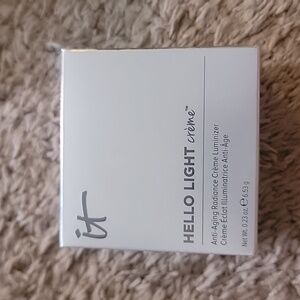 it
HELLO LIGHT crème™
Anti-Aging Radiance Crème Luminizer
Crème Éclat Illuminatrice Anti-Âge
Net Wt. 0.23 oz ℮ 6.53 g